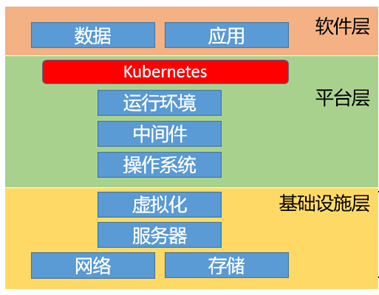 软件层
数据 应用
Kubernetes
平台层
运行环境
中间件
操作系统
虚拟化
基础设施层
服务器
网络 存储